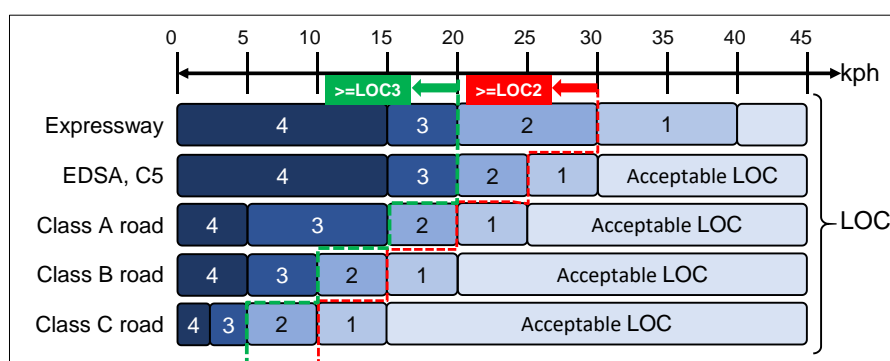 0 5 10 15 20 25 30 35 40 45
kph
>=LOC3 >=LOC2
Expressway 4 3 2 1
EDSA, C5 4 3 2 1 Acceptable LOC
Class A road 4 3 2 1 Acceptable LOC
LOC
Class B road 4 3 2 1 Acceptable LOC
Class C road 4 3 2 1 Acceptable LOC